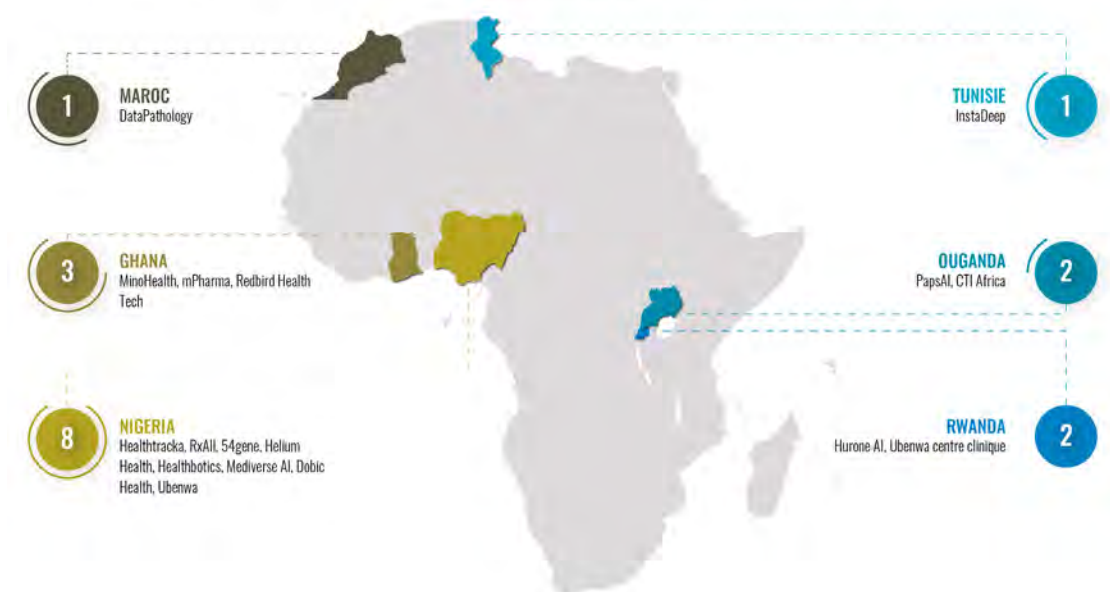 1
MAROC
DataPathology
3
GHANA
MinoHealth, mPharma, Redbird Health
Tech
8
NIGERIA
Healthtracka, RxAll, 54gene, Helium
Health, Healthbotics, Mediverse AI, Dobic
Health, Ubenwa
TUNISIE
InstaDeep
1
OUGANDA
PapsAI, CTI Africa
2
RWANDA
Hurone AI, Ubenwa centre clinique
2